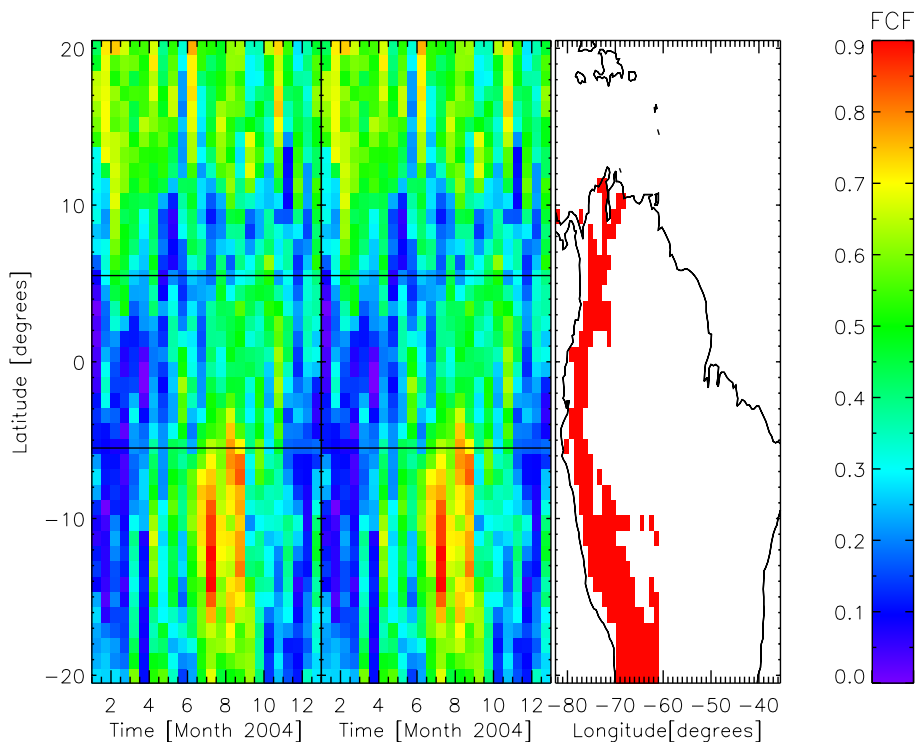 FCF
20
10
0
−10
−20
Latitude [degrees]
2 4 6 8 10 12
Time [Month 2004]
2 4 6 8 10 12
Time [Month 2004]
−80 −70 −60 −50 −40
Longitude[degrees]
0.9
0.8
0.7
0.6
0.5
0.4
0.3
0.2
0.1
0.0